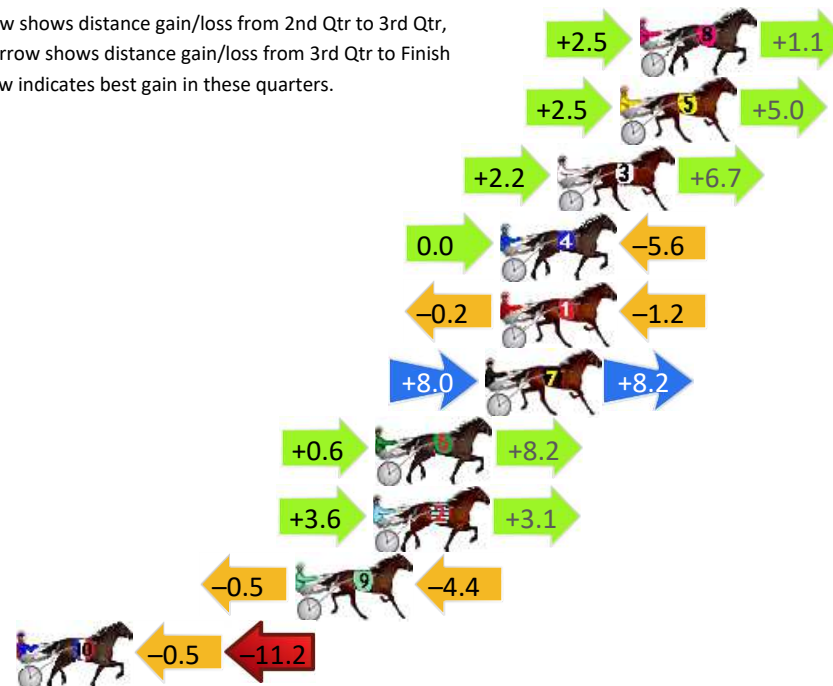 w shows distance gain/loss from 2nd Qtr to 3rd Qtr,
rrow shows distance gain/loss from 3rd Qtr to Finish
w indicates best gain in these quarters.
+2.5 8 +1.1
+2.5 5 +5.0
+2.2 3 +6.7
0.0 4 –5.6
–0.2 1 –1.2
+8.0 7 +8.2
+0.6 6 +8.2
+3.6 2 +3.1
–0.5 9 –4.4
10 –0.5 –11.2